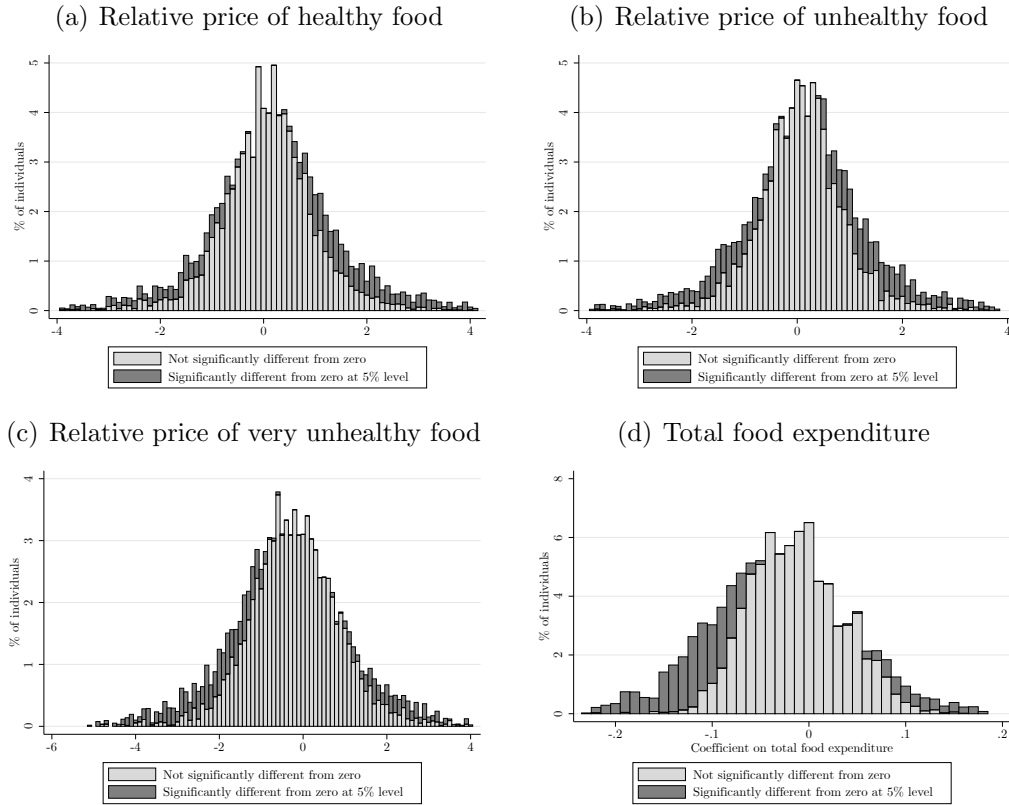 (a) Relative price of healthy food
% of individuals
5
4
3
2
1
0
-4 -2 0 2 4
Not significantly different from zero
Significantly different from zero at 5% level
(b) Relative price of unhealthy food
% of individuals
5
4
3
2
1
0
-4 -2 0 2 4
Not significantly different from zero
Significantly different from zero at 5% level
(c) Relative price of very unhealthy food
% of individuals
4
3
2
1
0
-6 -4 -2 0 2 4
Not significantly different from zero
Significantly different from zero at 5% level
(d) Total food expenditure
% of individuals
8
6
4
2
0
-.2 -.1 0 .1 .2
Coefficient on total food expenditure
Not significantly different from zero
Significantly different from zero at 5% level